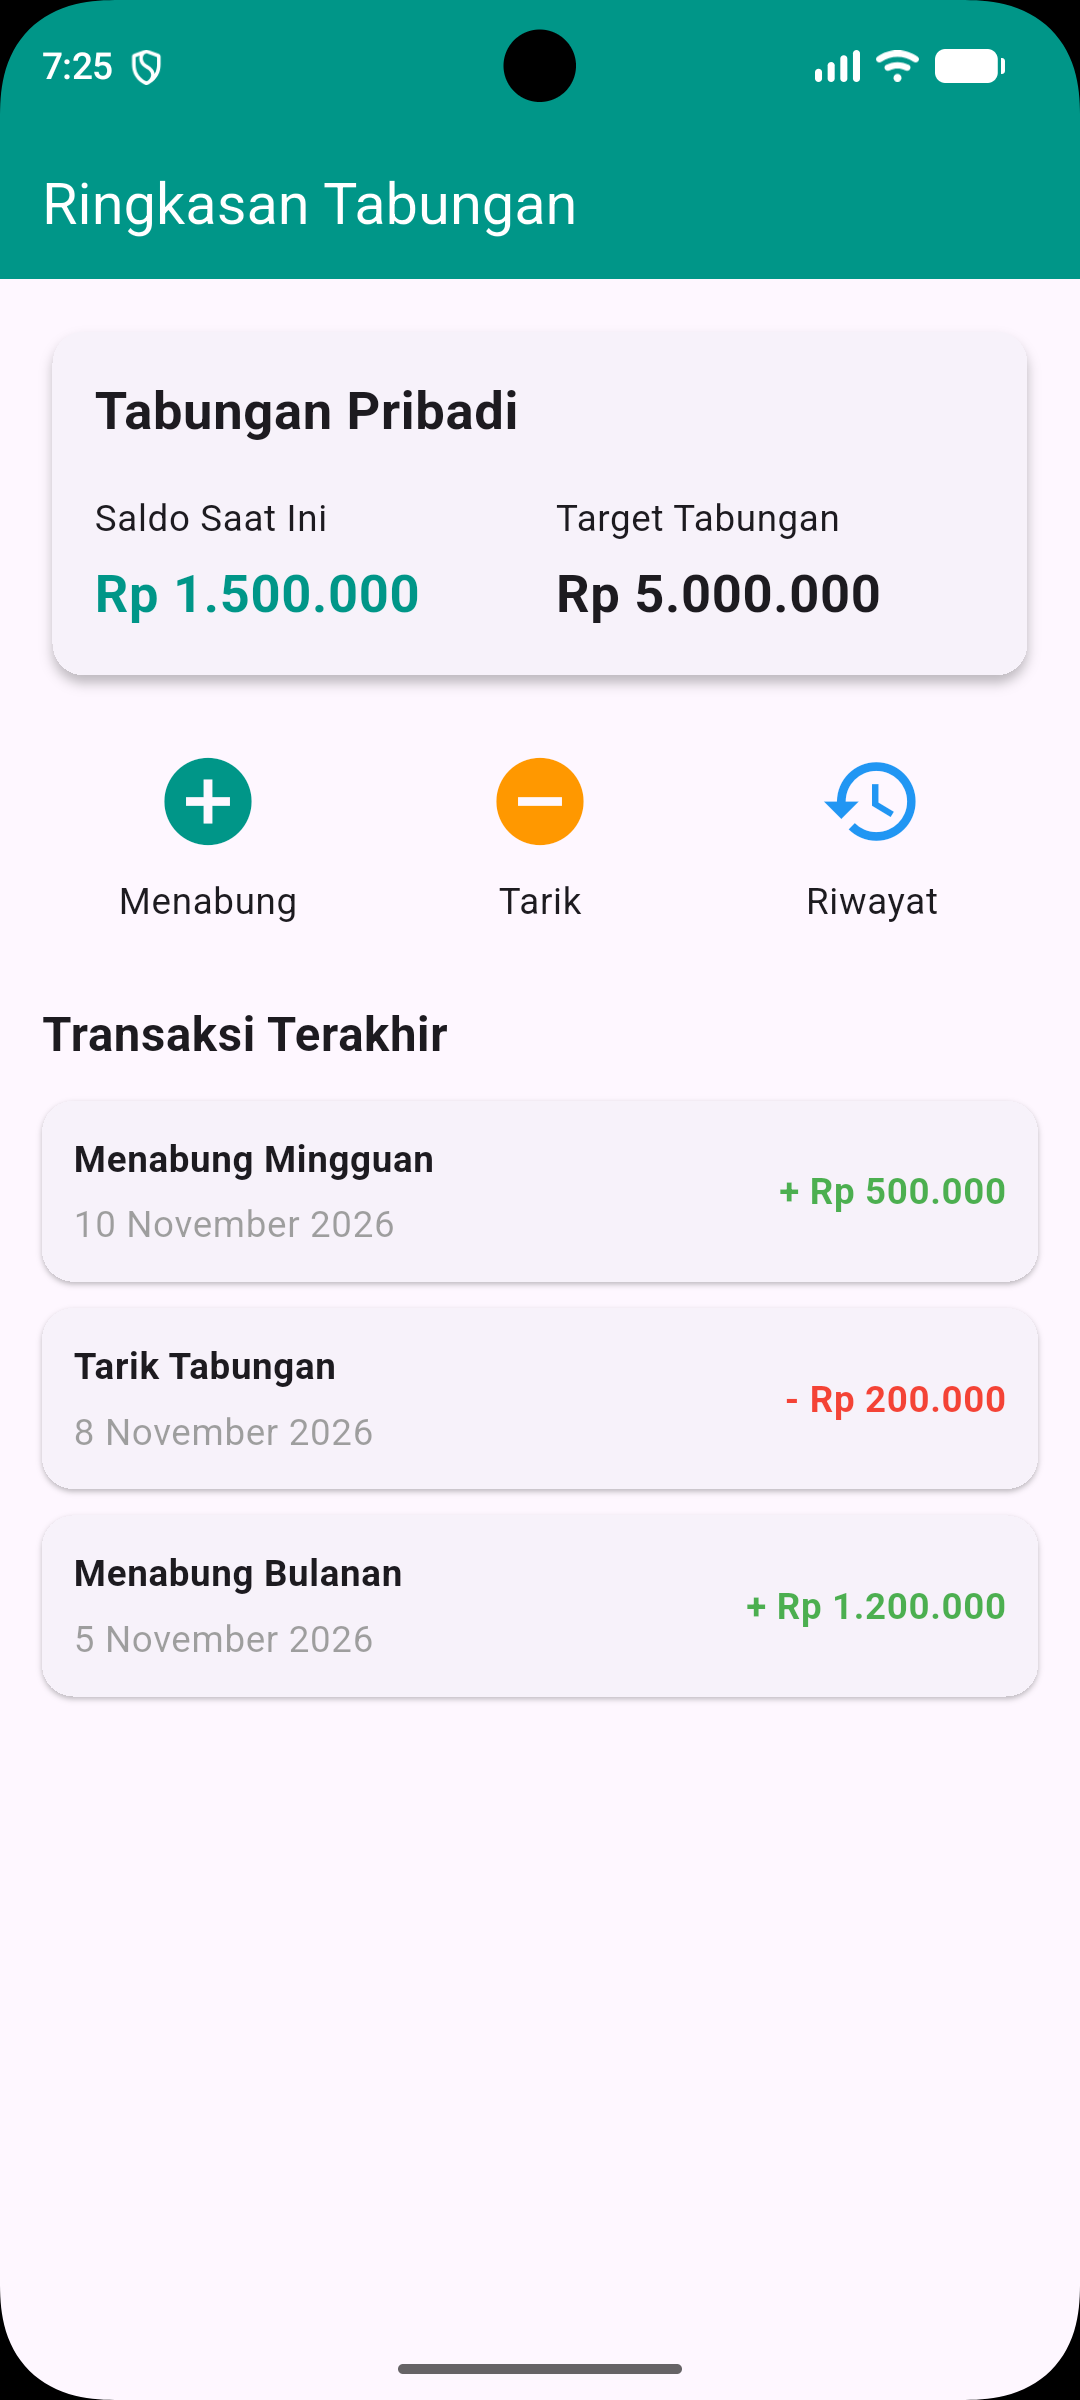 7:25
Ringkasan Tabungan
Tabungan Pribadi
Saldo Saat Ini
Rp 1.500.000
Target Tabungan
Rp 5.000.000
Menabung
Tarik
Riwayat
Transaksi Terakhir
Menabung Mingguan
10 November 2026
+ Rp 500.000
Tarik Tabungan
8 November 2026
- Rp 200.000
Menabung Bulanan
5 November 2026
+ Rp 1.200.000